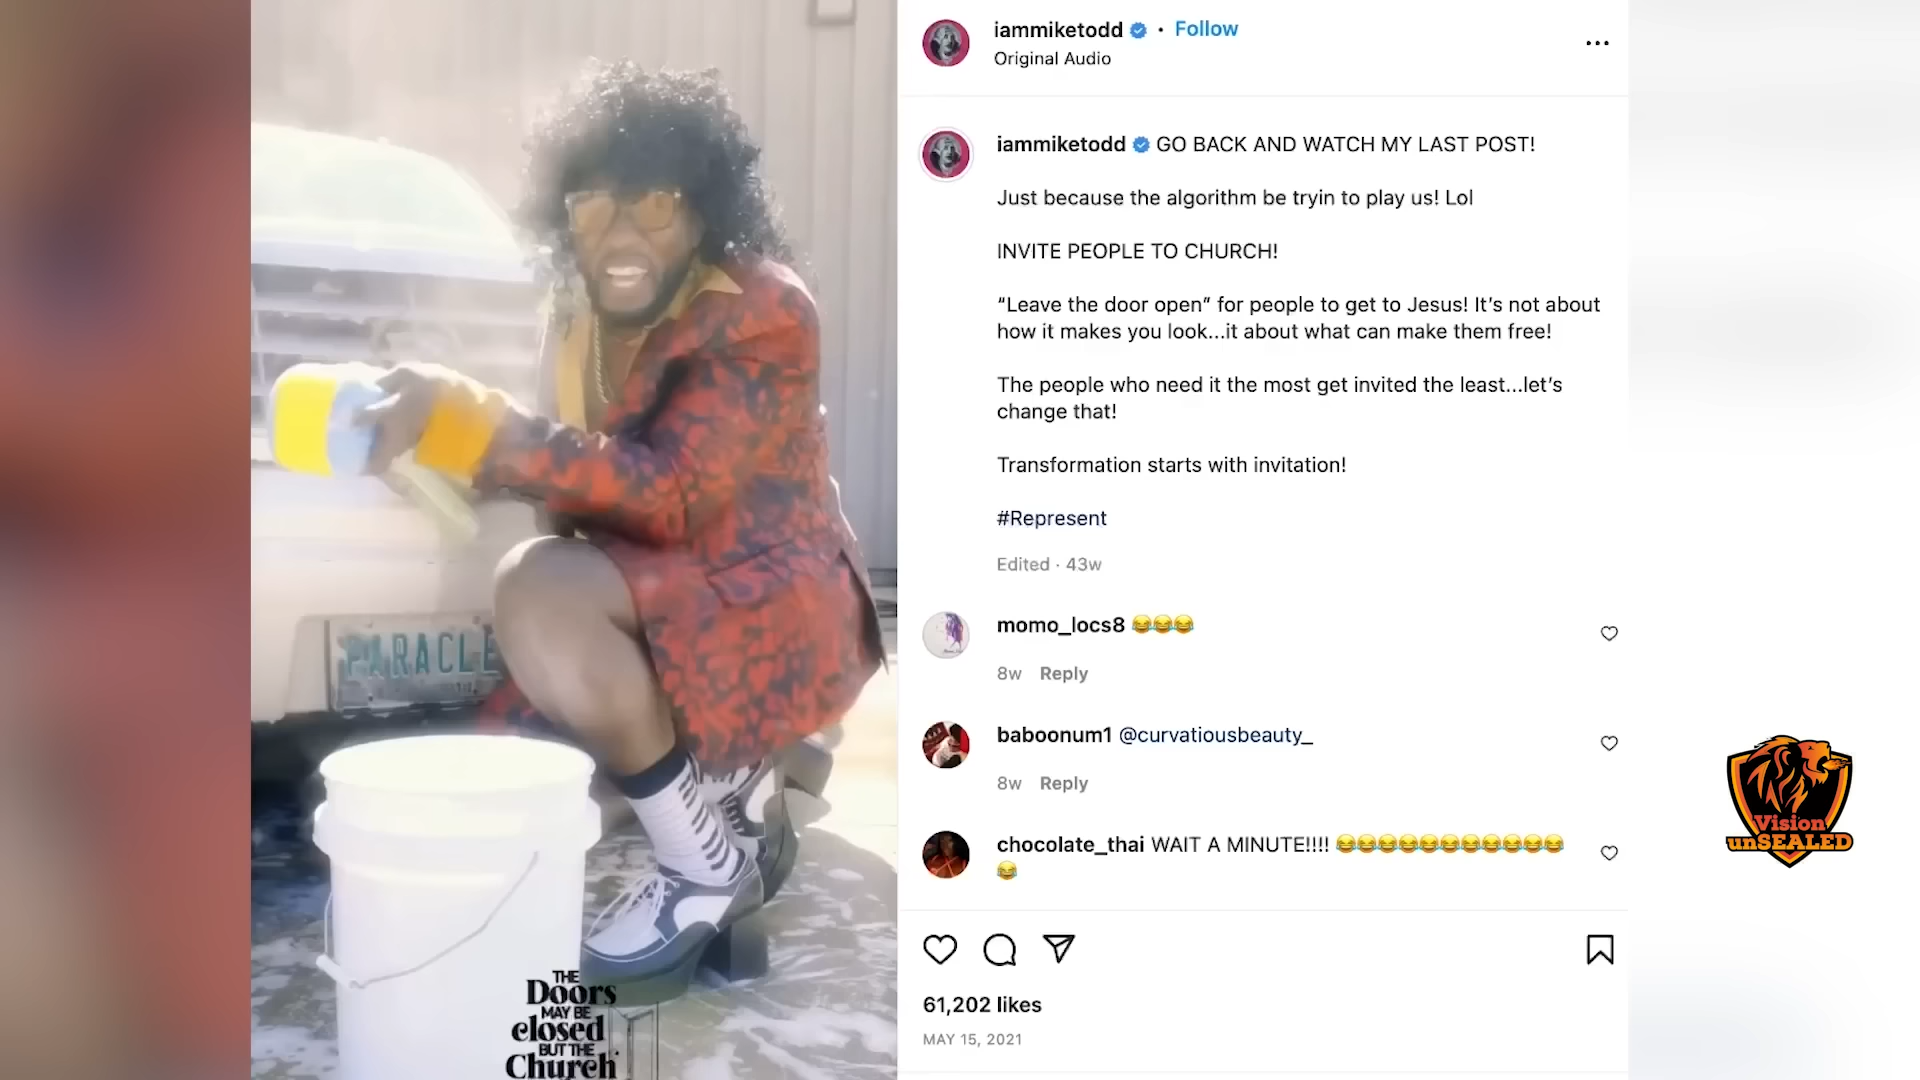 iammiketodd • Follow
Original Audio
iammiketodd GO BACK AND WATCH MY LAST POST!
Just because the algorithm be tryin to play us! Lol
INVITE PEOPLE TO CHURCH!
“Leave the door open” for people to get to Jesus! It’s not about
how it makes you look...it about what can make them free!
The people who need it the most get invited the least...let’s
change that!
Transformation starts with invitation!
#Represent
Edited · 43w
momo_locs8 😂😂😂
8w Reply
baboonum1 @curvatiousbeauty_
8w Reply
chocolate_thai WAIT A MINUTE!!!! 😂😂😂😂😂😂😂😂😂😂😂
😂
61,202 likes
MAY 15, 2021
PARACLE
THE
Doors
MAY BE
closed
BUT THE
Church
Vision
unSEALED